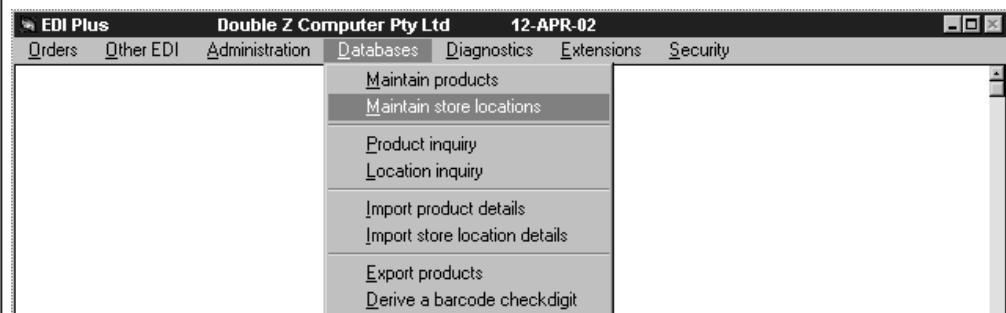 EDI Plus Double Z Computer Pty Ltd 12-APR-02
Orders Other EDI Administration Databases Diagnostics Extensions Security
Maintain products
Maintain store locations
Product inquiry
Location inquiry
Import product details
Import store location details
Export products
Derive a barcode checkdigit